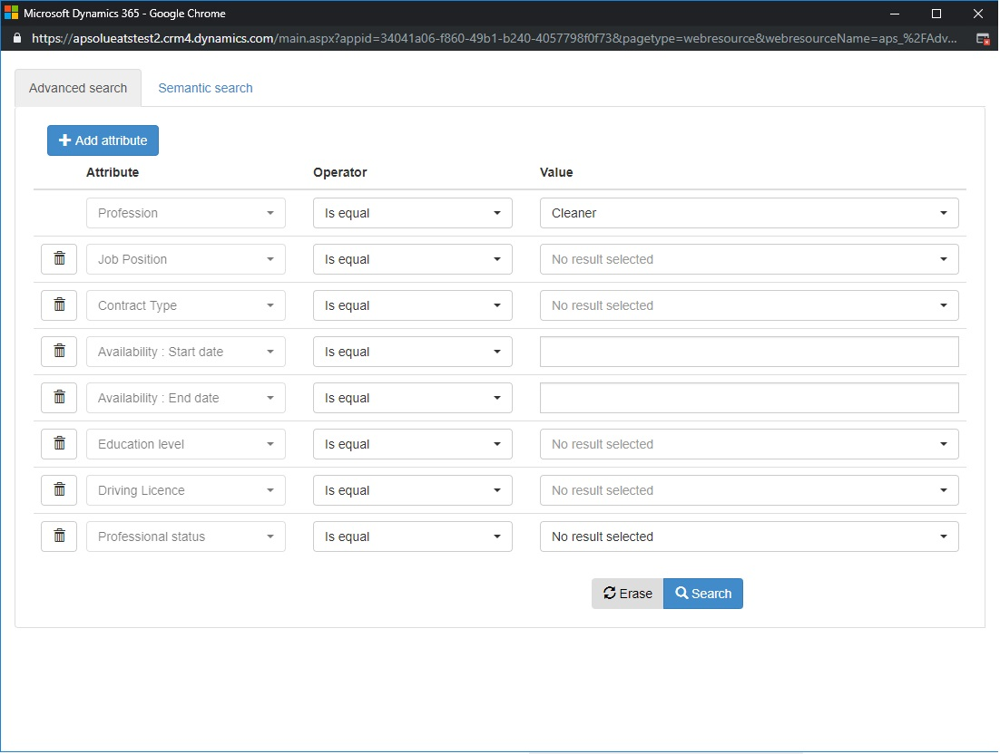 Microsoft Dynamics 365 - Google Chrome
https://apsolueatstest2.crm4.dynamics.com/main.aspx?appid=34041a06-f860-49b1-b240-4057798f0f73&pagetype=webresource&webresourceName=aps_%2FAdv...
Advanced search Semantic search
Add attribute
Attribute Operator Value
Profession Is equal Cleaner
Job Position Is equal No result selected
Contract Type Is equal No result selected
Availability : Start date Is equal
Availability : End date Is equal
Education level Is equal No result selected
Driving Licence Is equal No result selected
Professional status Is equal No result selected
Erase Search